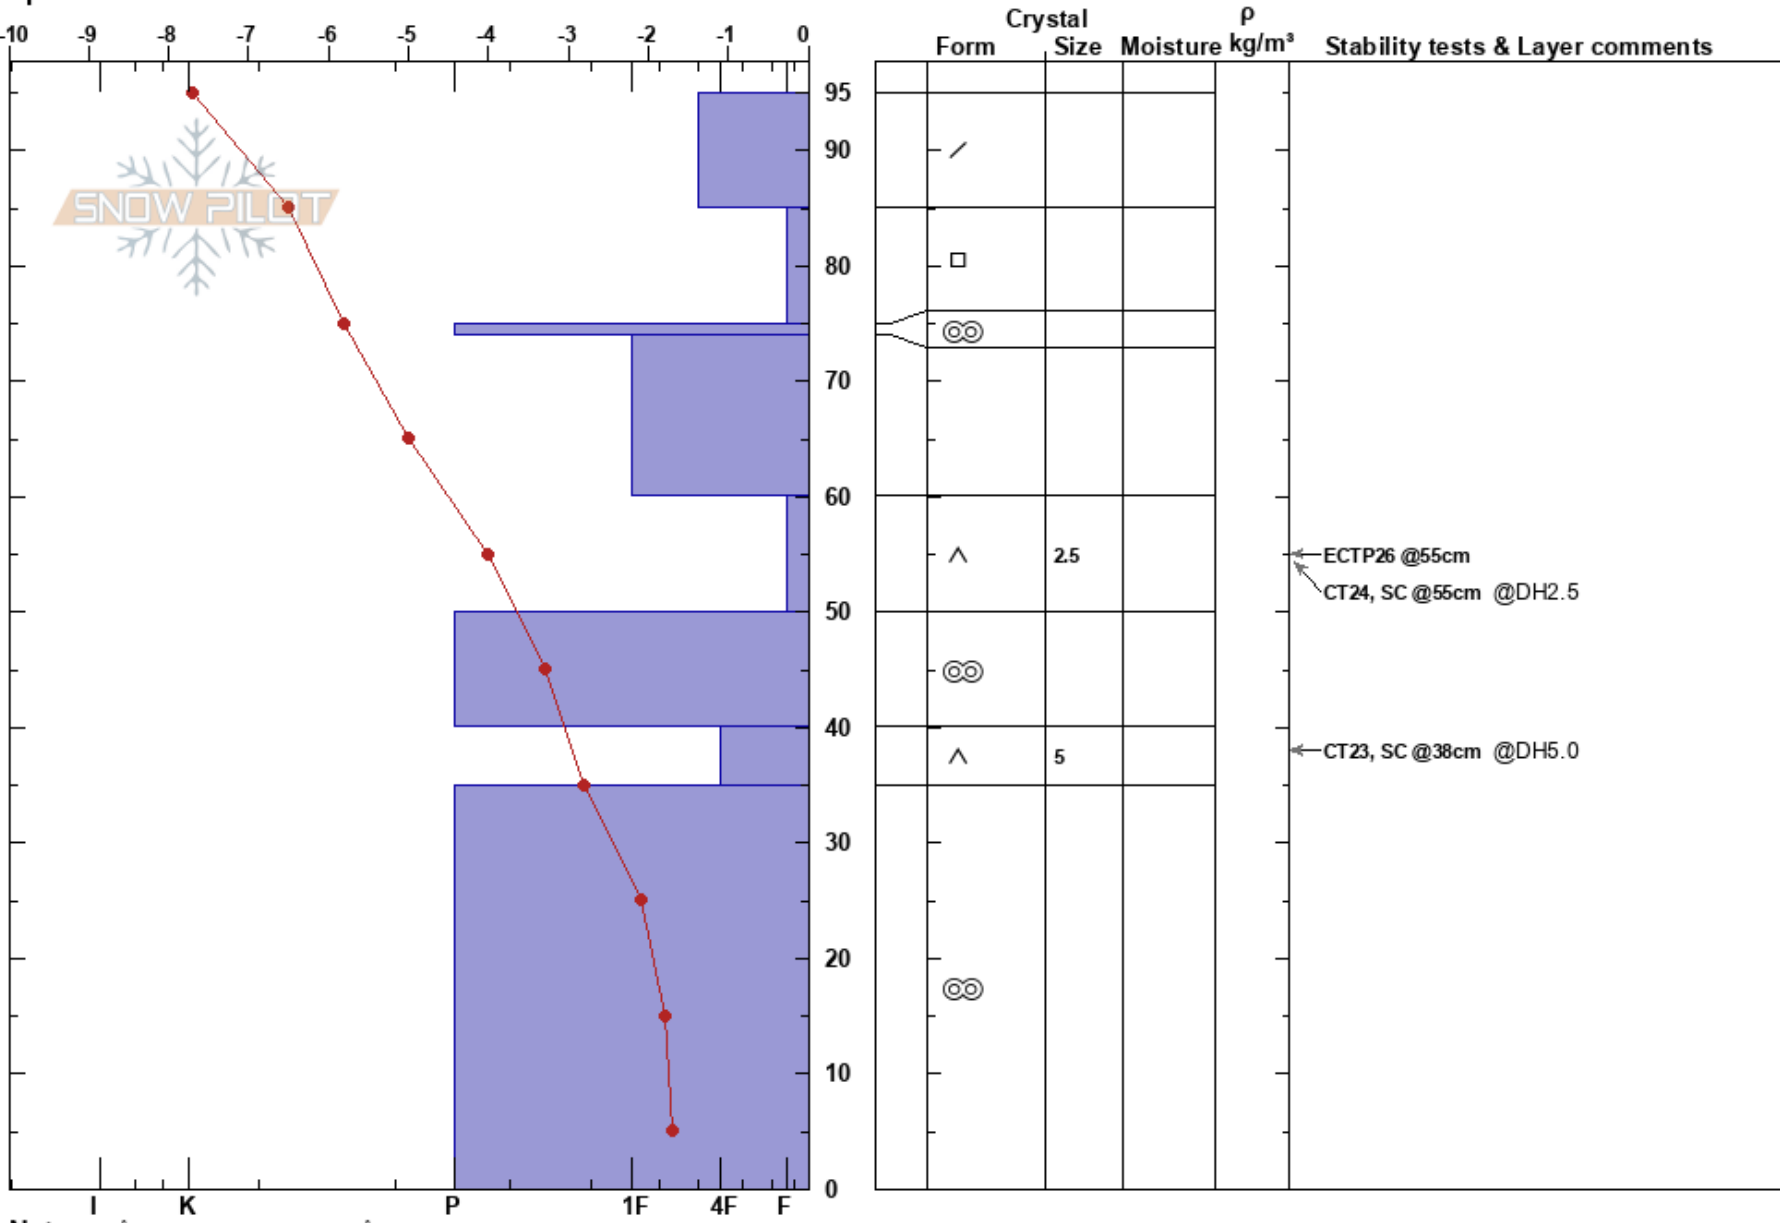 Crystal ρ
-10 -9 -8 -7 -6 -5 -4 -3 -2 -1 0 Form Size Moisture kg/m³ Stability tests & Layer comments
95
90
SNOW PILOT
80
70
60
2.5 ECTP26 @55cm
CT24, SC @55cm @DH2.5
50
40
5 CT23, SC @38cm @DH5.0
30
20
10
0
I K P 1F 4F F